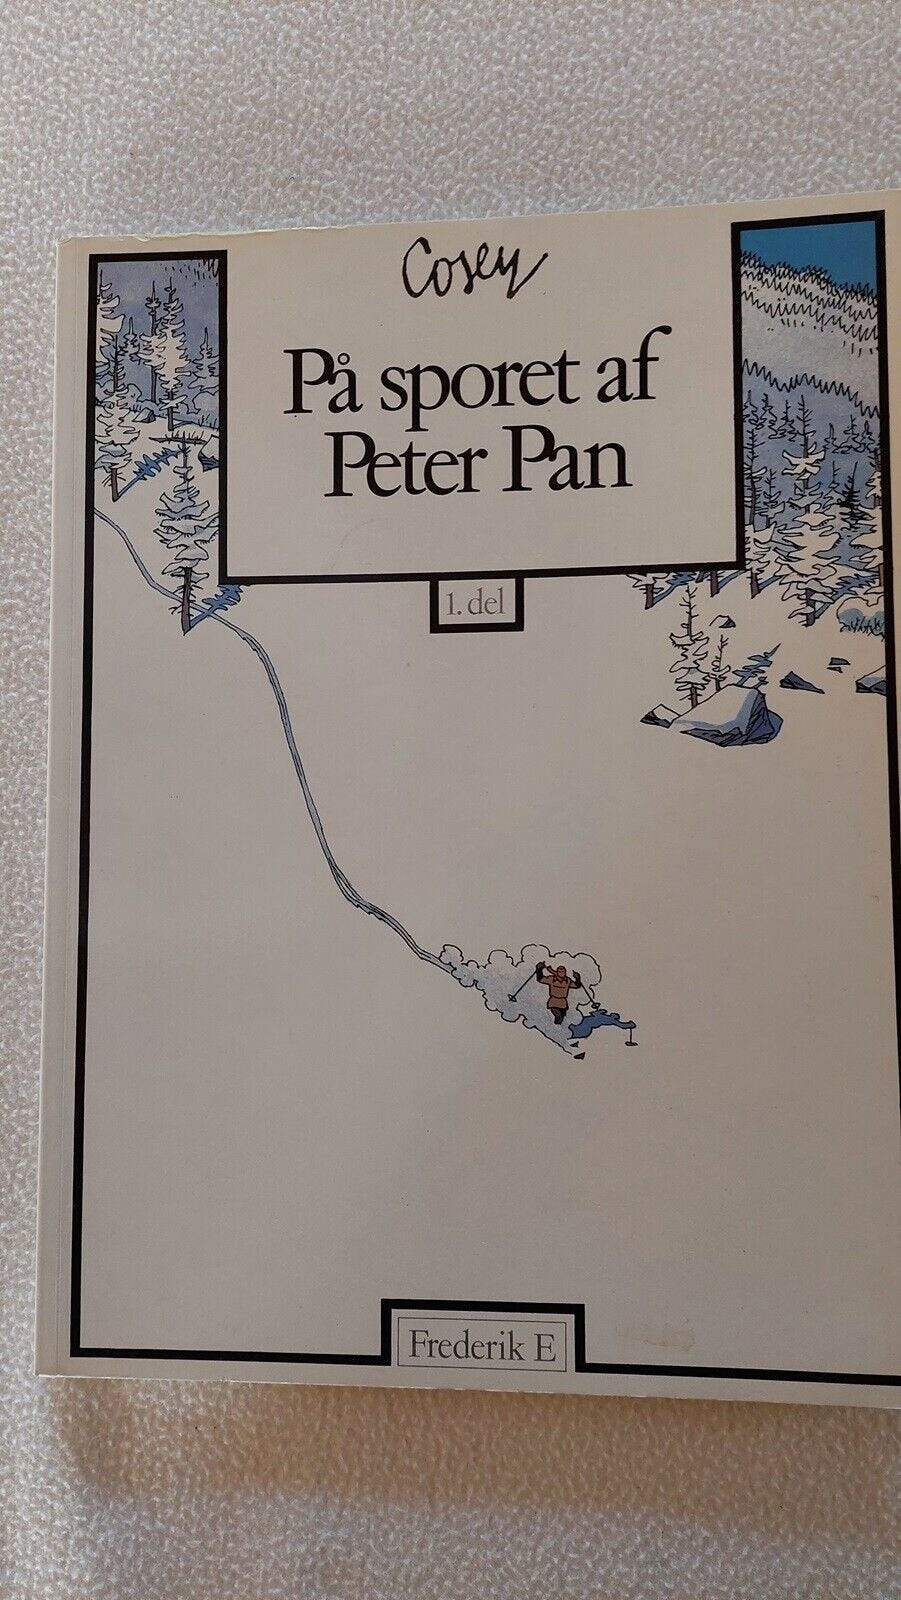 Cosey
På sporet af
Peter Pan
1. del
Frederik E